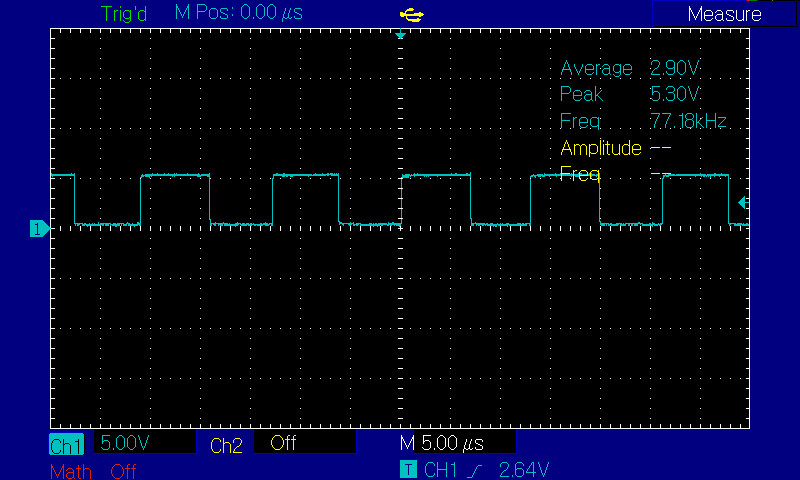 Trig'd M Pos: 0.00 μs Measure
Average 2.90V
Peak 5.30V
Freq 77.18kHz
Amplitude --
Freq --
1
Ch1 5.00V Ch2 Off M 5.00 μs
Math Off T CH1 2.64V